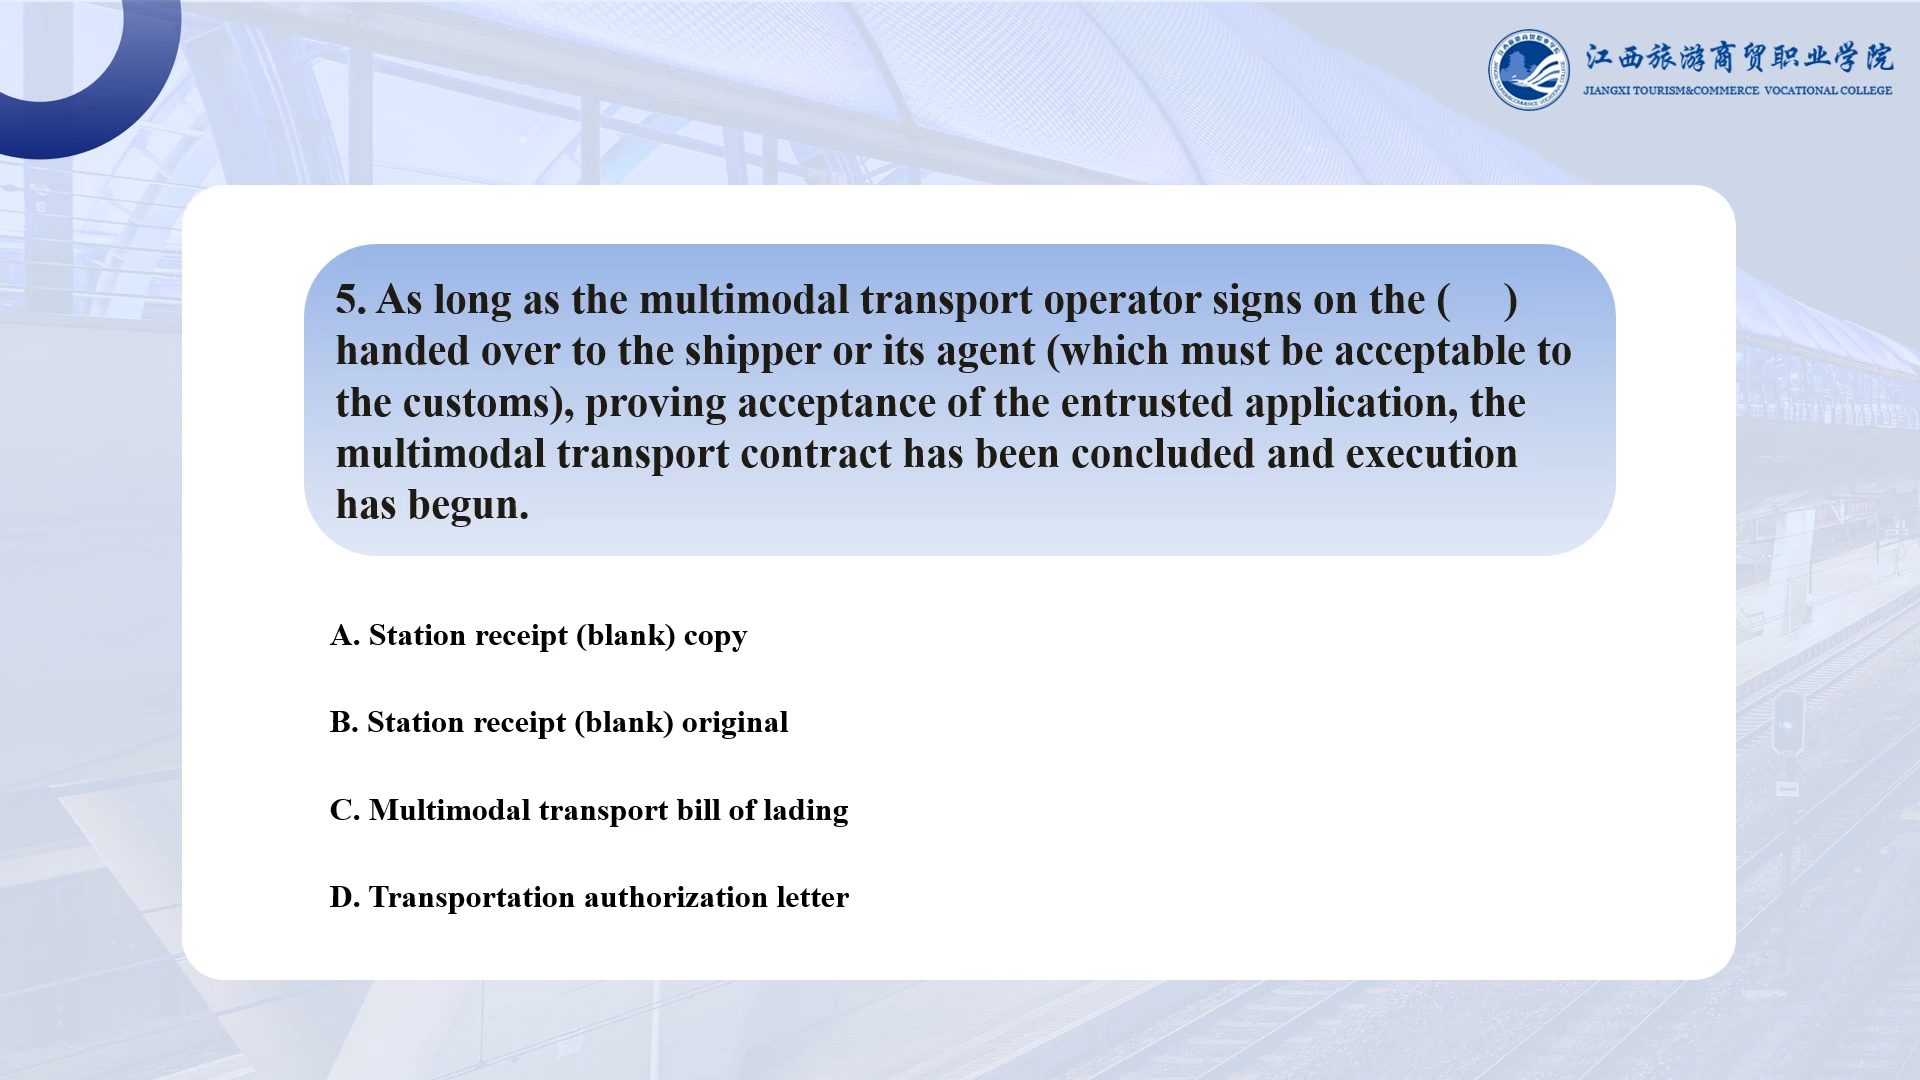 江西旅游商贸职业学院
JIANGXI TOURISM&COMMERCE VOCATIONAL COLLEGE
5. As long as the multimodal transport operator signs on the (     )
handed over to the shipper or its agent (which must be acceptable to
the customs), proving acceptance of the entrusted application, the
multimodal transport contract has been concluded and execution
has begun.
A. Station receipt (blank) copy
B. Station receipt (blank) original
C. Multimodal transport bill of lading
D. Transportation authorization letter